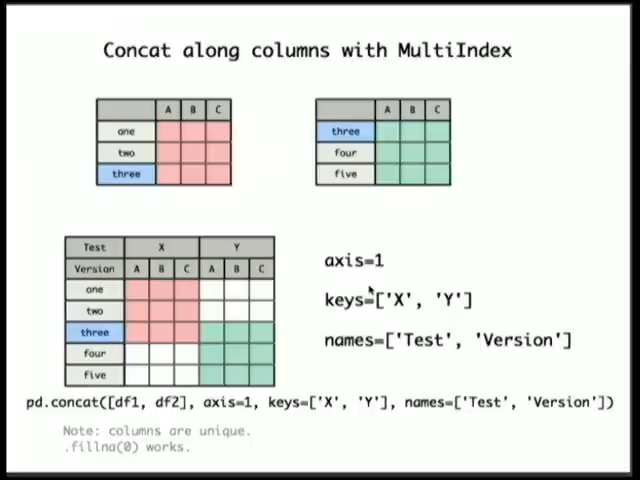 Concat along columns with MultiIndex
A B C
one
two
three
A B C
three
four
five
Test X Y
Version A B C A B C
one
two
three
four
five
axis=1
keys=['X', 'Y']
names=['Test', 'Version']
pd.concat([df1, df2], axis=1, keys=['X', 'Y'], names=['Test', 'Version'])
Note: columns are unique.
.fillna(0) works.